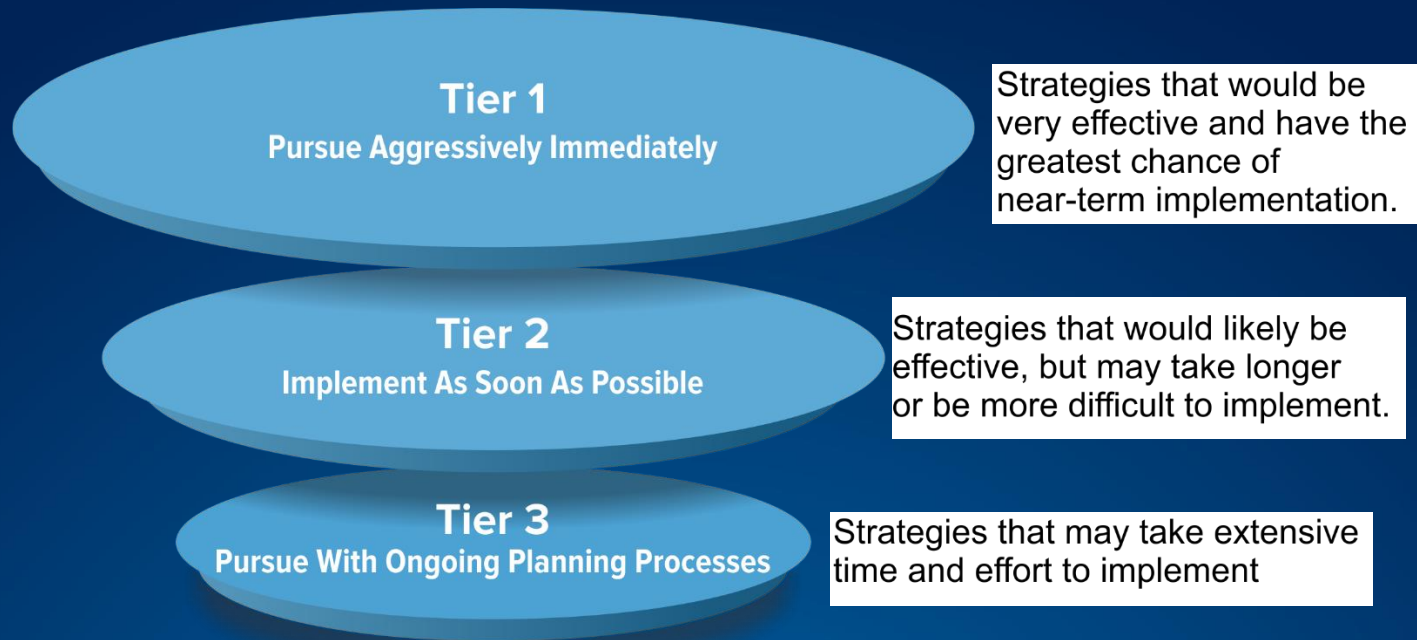 Tier 1
Pursue Aggressively Immediately
Strategies that would be
very effective and have the
greatest chance of
near-term implementation.
Tier 2
Implement As Soon As Possible
Strategies that would likely be
effective, but may take longer
or be more difficult to implement.
Tier 3
Pursue With Ongoing Planning Processes
Strategies that may take extensive
time and effort to implement